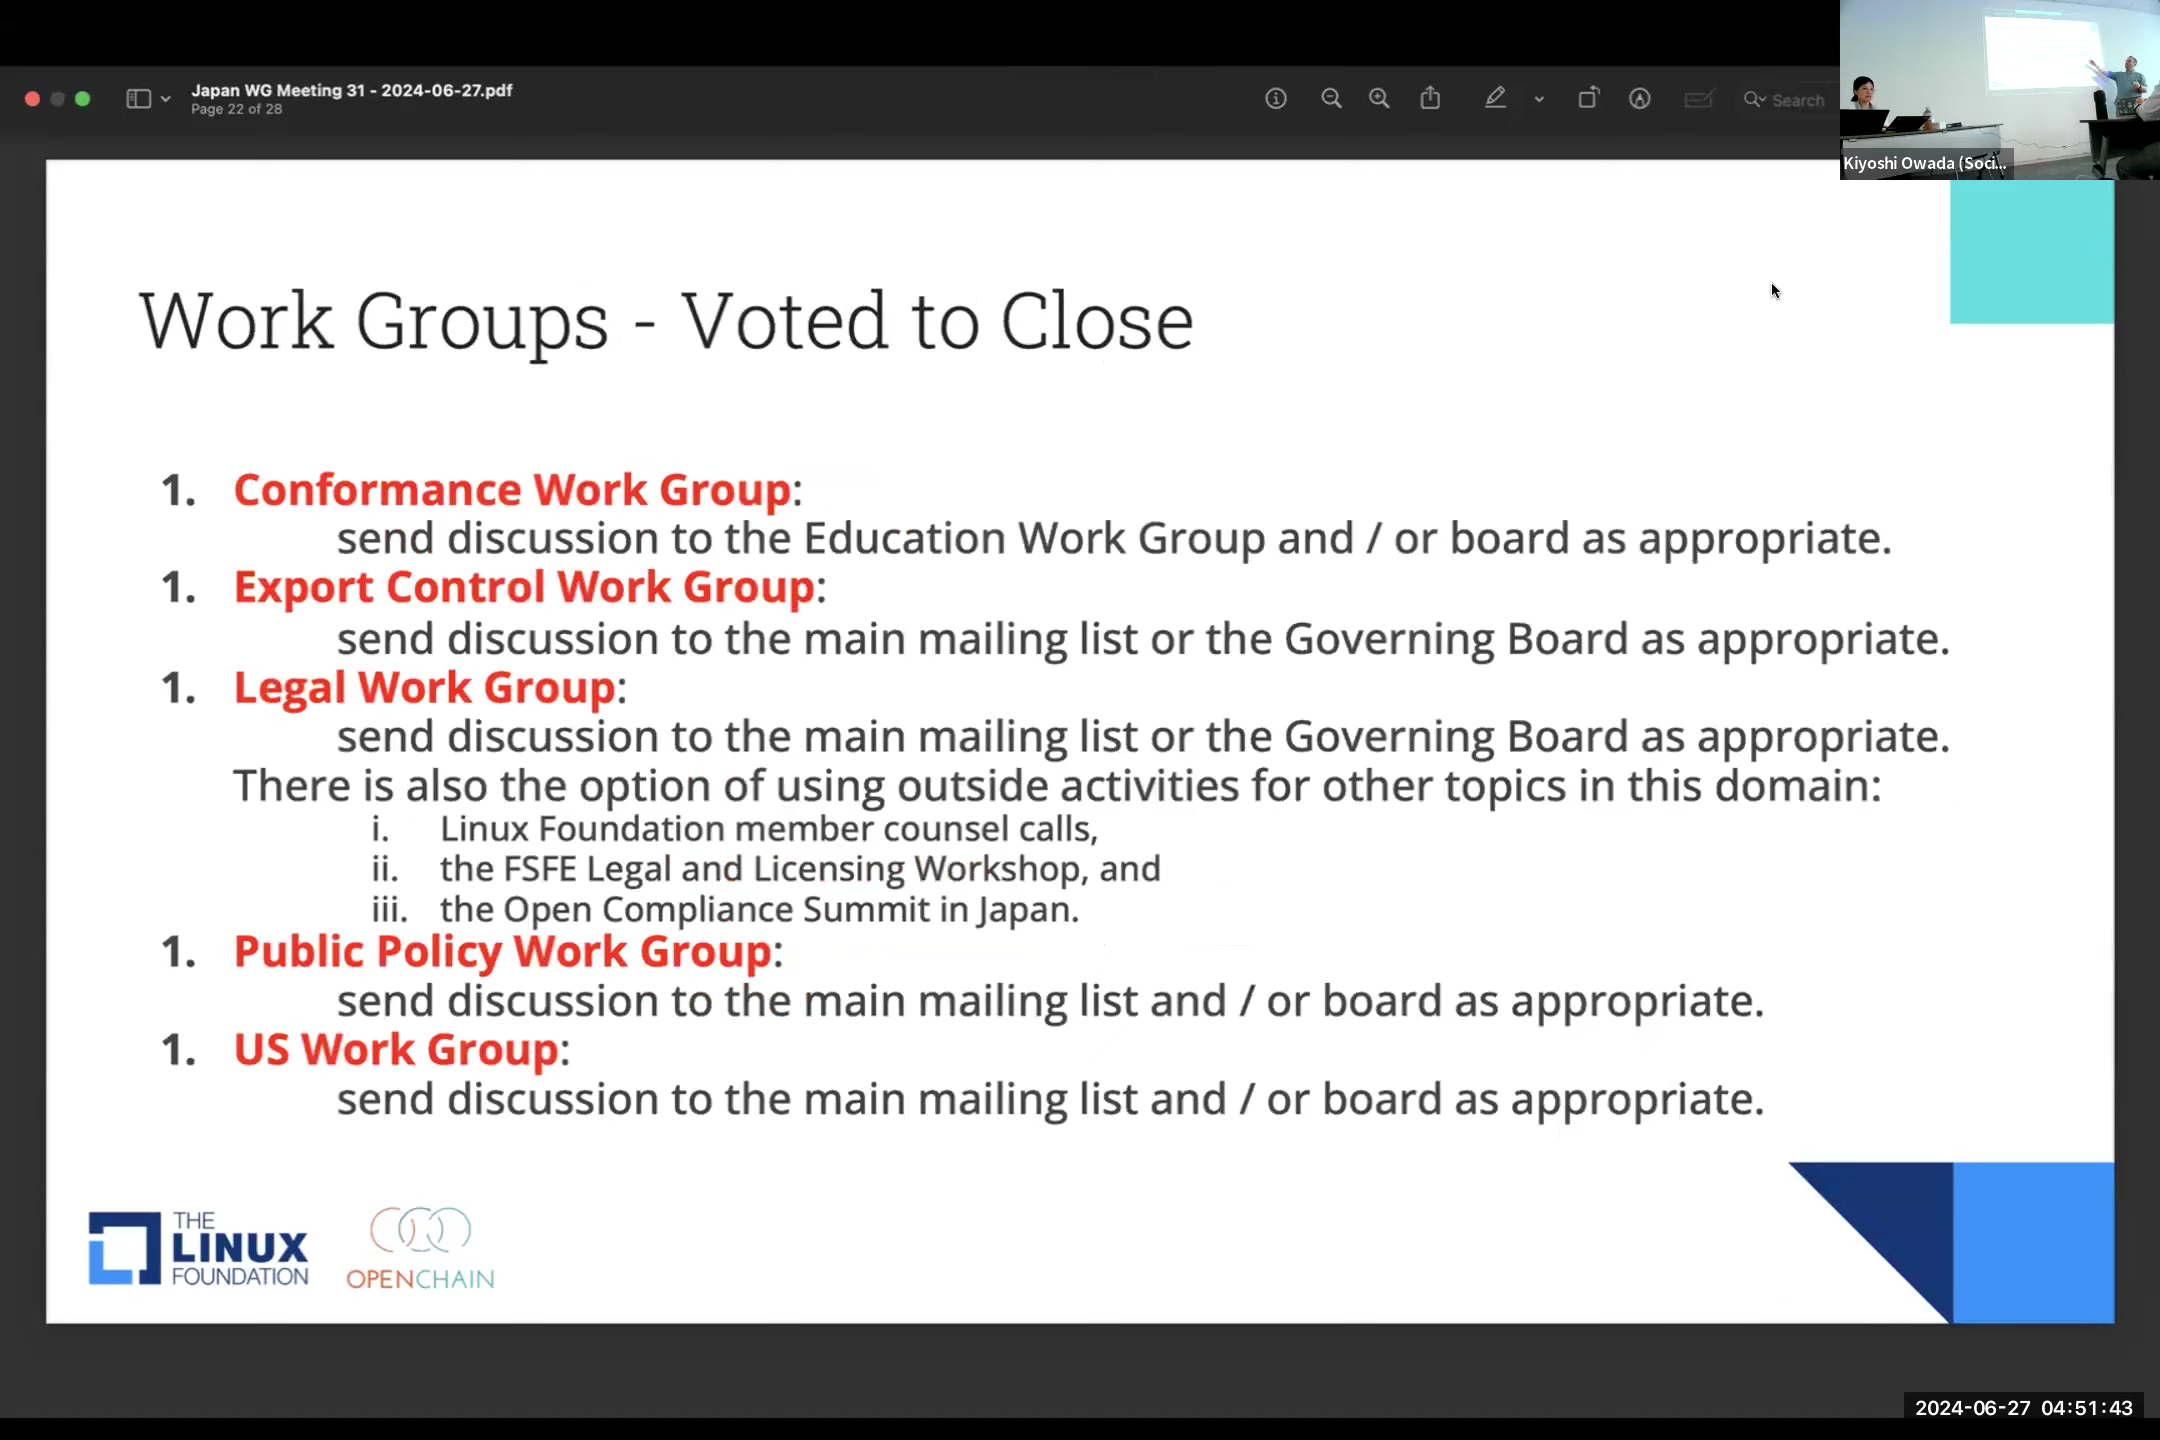 Japan WG Meeting 31 - 2024-06-27.pdf
Page 22 of 28
Search
Kiyoshi Owada (Soci...
Work Groups - Voted to Close
1. Conformance Work Group:
send discussion to the Education Work Group and / or board as appropriate.
1. Export Control Work Group:
send discussion to the main mailing list or the Governing Board as appropriate.
1. Legal Work Group:
send discussion to the main mailing list or the Governing Board as appropriate.
There is also the option of using outside activities for other topics in this domain:
i. Linux Foundation member counsel calls,
ii. the FSFE Legal and Licensing Workshop, and
iii. the Open Compliance Summit in Japan.
1. Public Policy Work Group:
send discussion to the main mailing list and / or board as appropriate.
1. US Work Group:
send discussion to the main mailing list and / or board as appropriate.
THE
LINUX
FOUNDATION
OPENCHAIN
2024-06-27 04:51:43